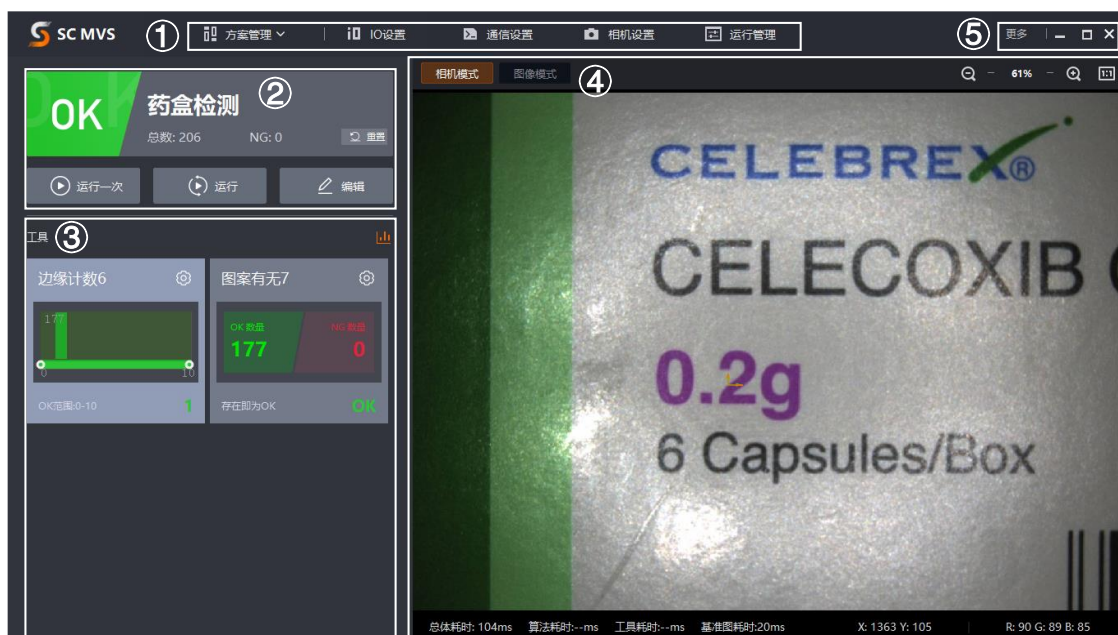 SC MVS ① 方案管理 IO设置 通信设置 相机设置 运行管理 ⑤ 更多
OK 药盒检测 ②
总数: 206 NG: 0 重置
运行一次 运行 编辑
工具 ③
边缘计数6
177
0 10
OK范围:0-10 1
图案有无7
OK 数量 NG 数量
177 0
存在即为OK OK
相机模式 图像模式 ④ 61% 1:1
CELEBREX®
CELECOXIB
0.2g
6 Capsules/Box
总体耗时: 104ms 算法耗时:--ms 工具耗时:--ms 基准图耗时:20ms X: 1363 Y: 105 R: 90 G: 89 B: 85